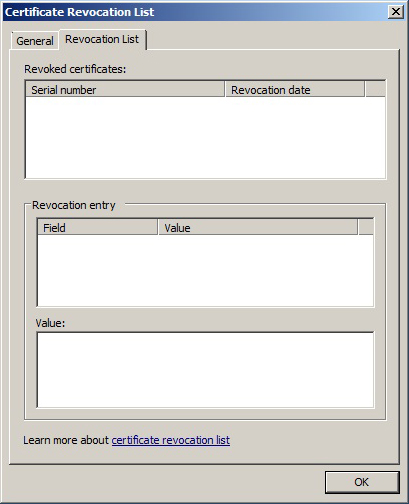 Certificate Revocation List
General Revocation List
Revoked certificates:
Serial number Revocation date
Revocation entry
Field Value
Value:
Learn more about certificate revocation list
OK